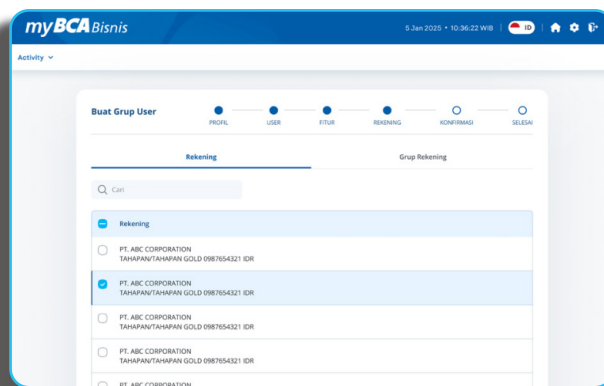 myBCA Bisnis
5 Jan 2025 • 10:36:22 WIB | ID
Activity
Buat Grup User
PROFIL USER FITUR REKENING KONFIRMASI SELESAI
Rekening Grup Rekening
Cari
Rekening
PT. ABC CORPORATION
TAHAPAN/TAHAPAN GOLD 0987654321 IDR
PT. ABC CORPORATION
TAHAPAN/TAHAPAN GOLD 0987654321 IDR
PT. ABC CORPORATION
TAHAPAN/TAHAPAN GOLD 0987654321 IDR
PT. ABC CORPORATION
TAHAPAN/TAHAPAN GOLD 0987654321 IDR
PT. ABC CORPORATION